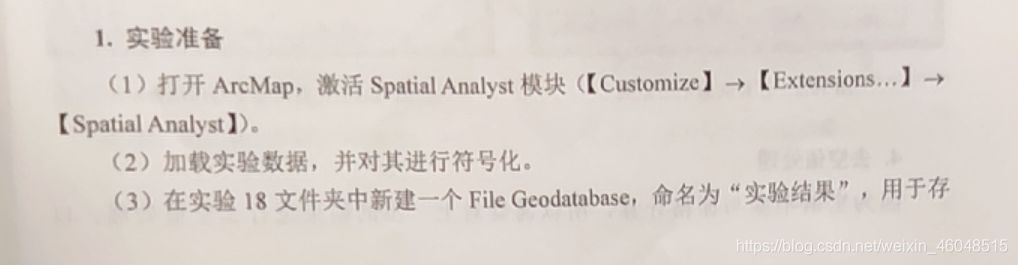 1. 实验准备
（1）打开 ArcMap，激活 Spatial Analyst 模块（【Customize】→【Extensions…】→
【Spatial Analyst】）。
（2）加载实验数据，并对其进行符号化。
（3）在实验 18 文件夹中新建一个 File Geodatabase，命名为“实验结果”，用于存
https://blog.csdn.net/weixin_46048515